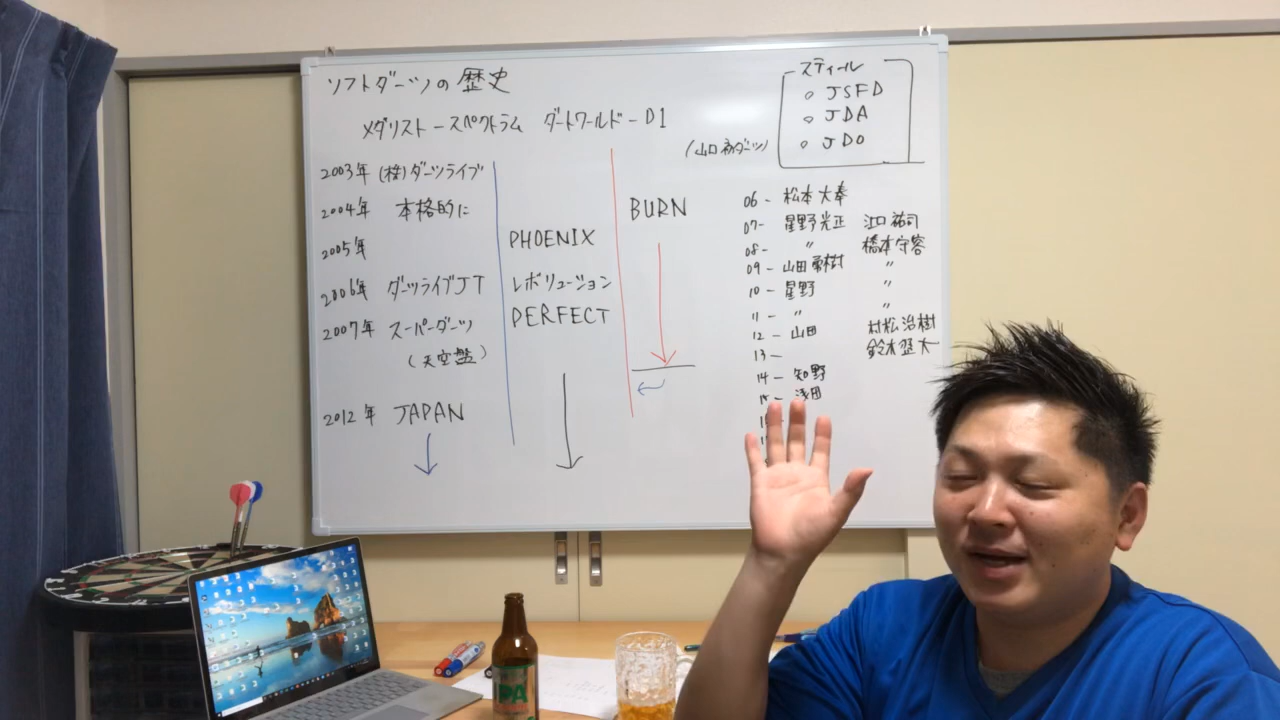 ソフトダーツの歴史
メダリスト－スペクトラム ダートワールド－D1
(山口 ダーツ)
スティール
○ JSFD
○ JDA
○ JDO
2003年 (株)ダーツライブ
2004年 本格的に
2005年
2006年 ダーツライブJT
2007年 スーパーダーツ
(天空盤)
2012年 JAPAN
PHOENIX
レボリューション
PERFECT
BURN
06－ 松本 大奉
07－ 星野 光正 江口 祐司
08－ 〃 橋本 守容
09－ 山田 勇樹 〃
10－ 星野 〃
11－ 〃 〃
12－ 山田 村松 治樹
13－ 鈴木
14－ 知野
15－ 浅田
IPA